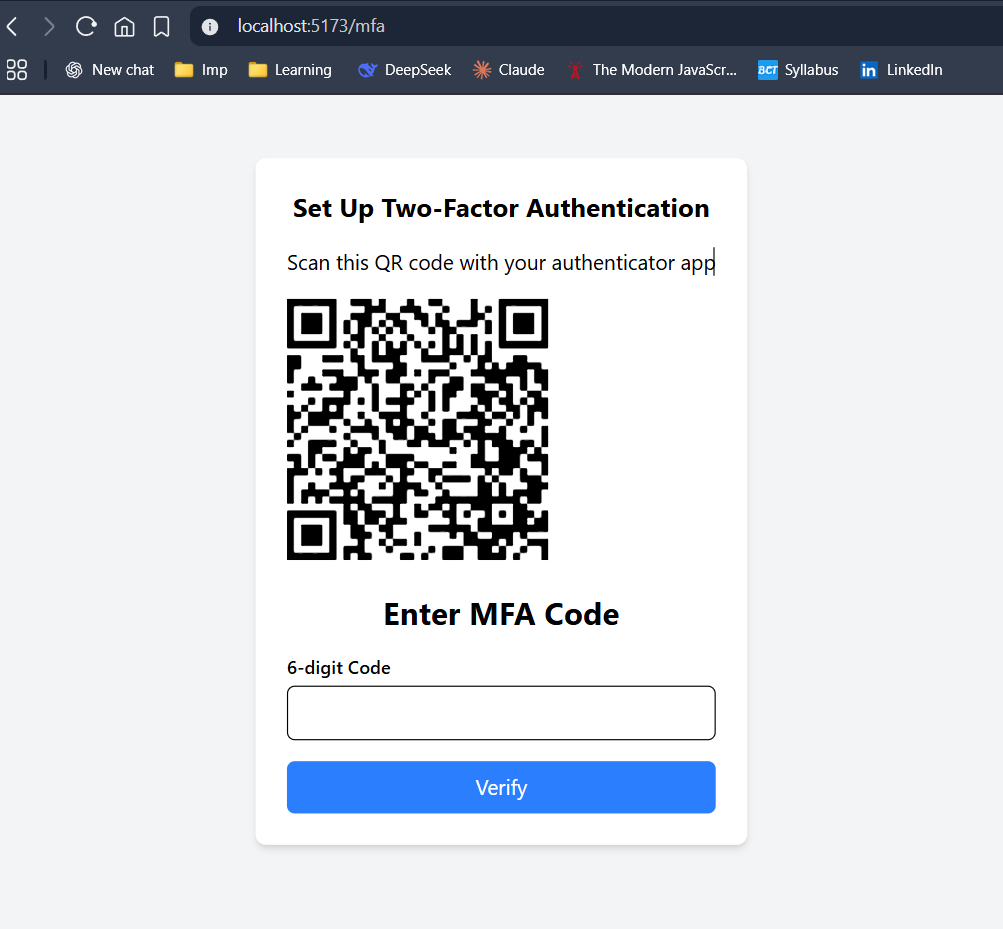 localhost:5173/mfa
New chat Imp Learning DeepSeek Claude The Modern JavaScr... BCT Syllabus in LinkedIn
Set Up Two-Factor Authentication
Scan this QR code with your authenticator app
Enter MFA Code
6-digit Code
Verify